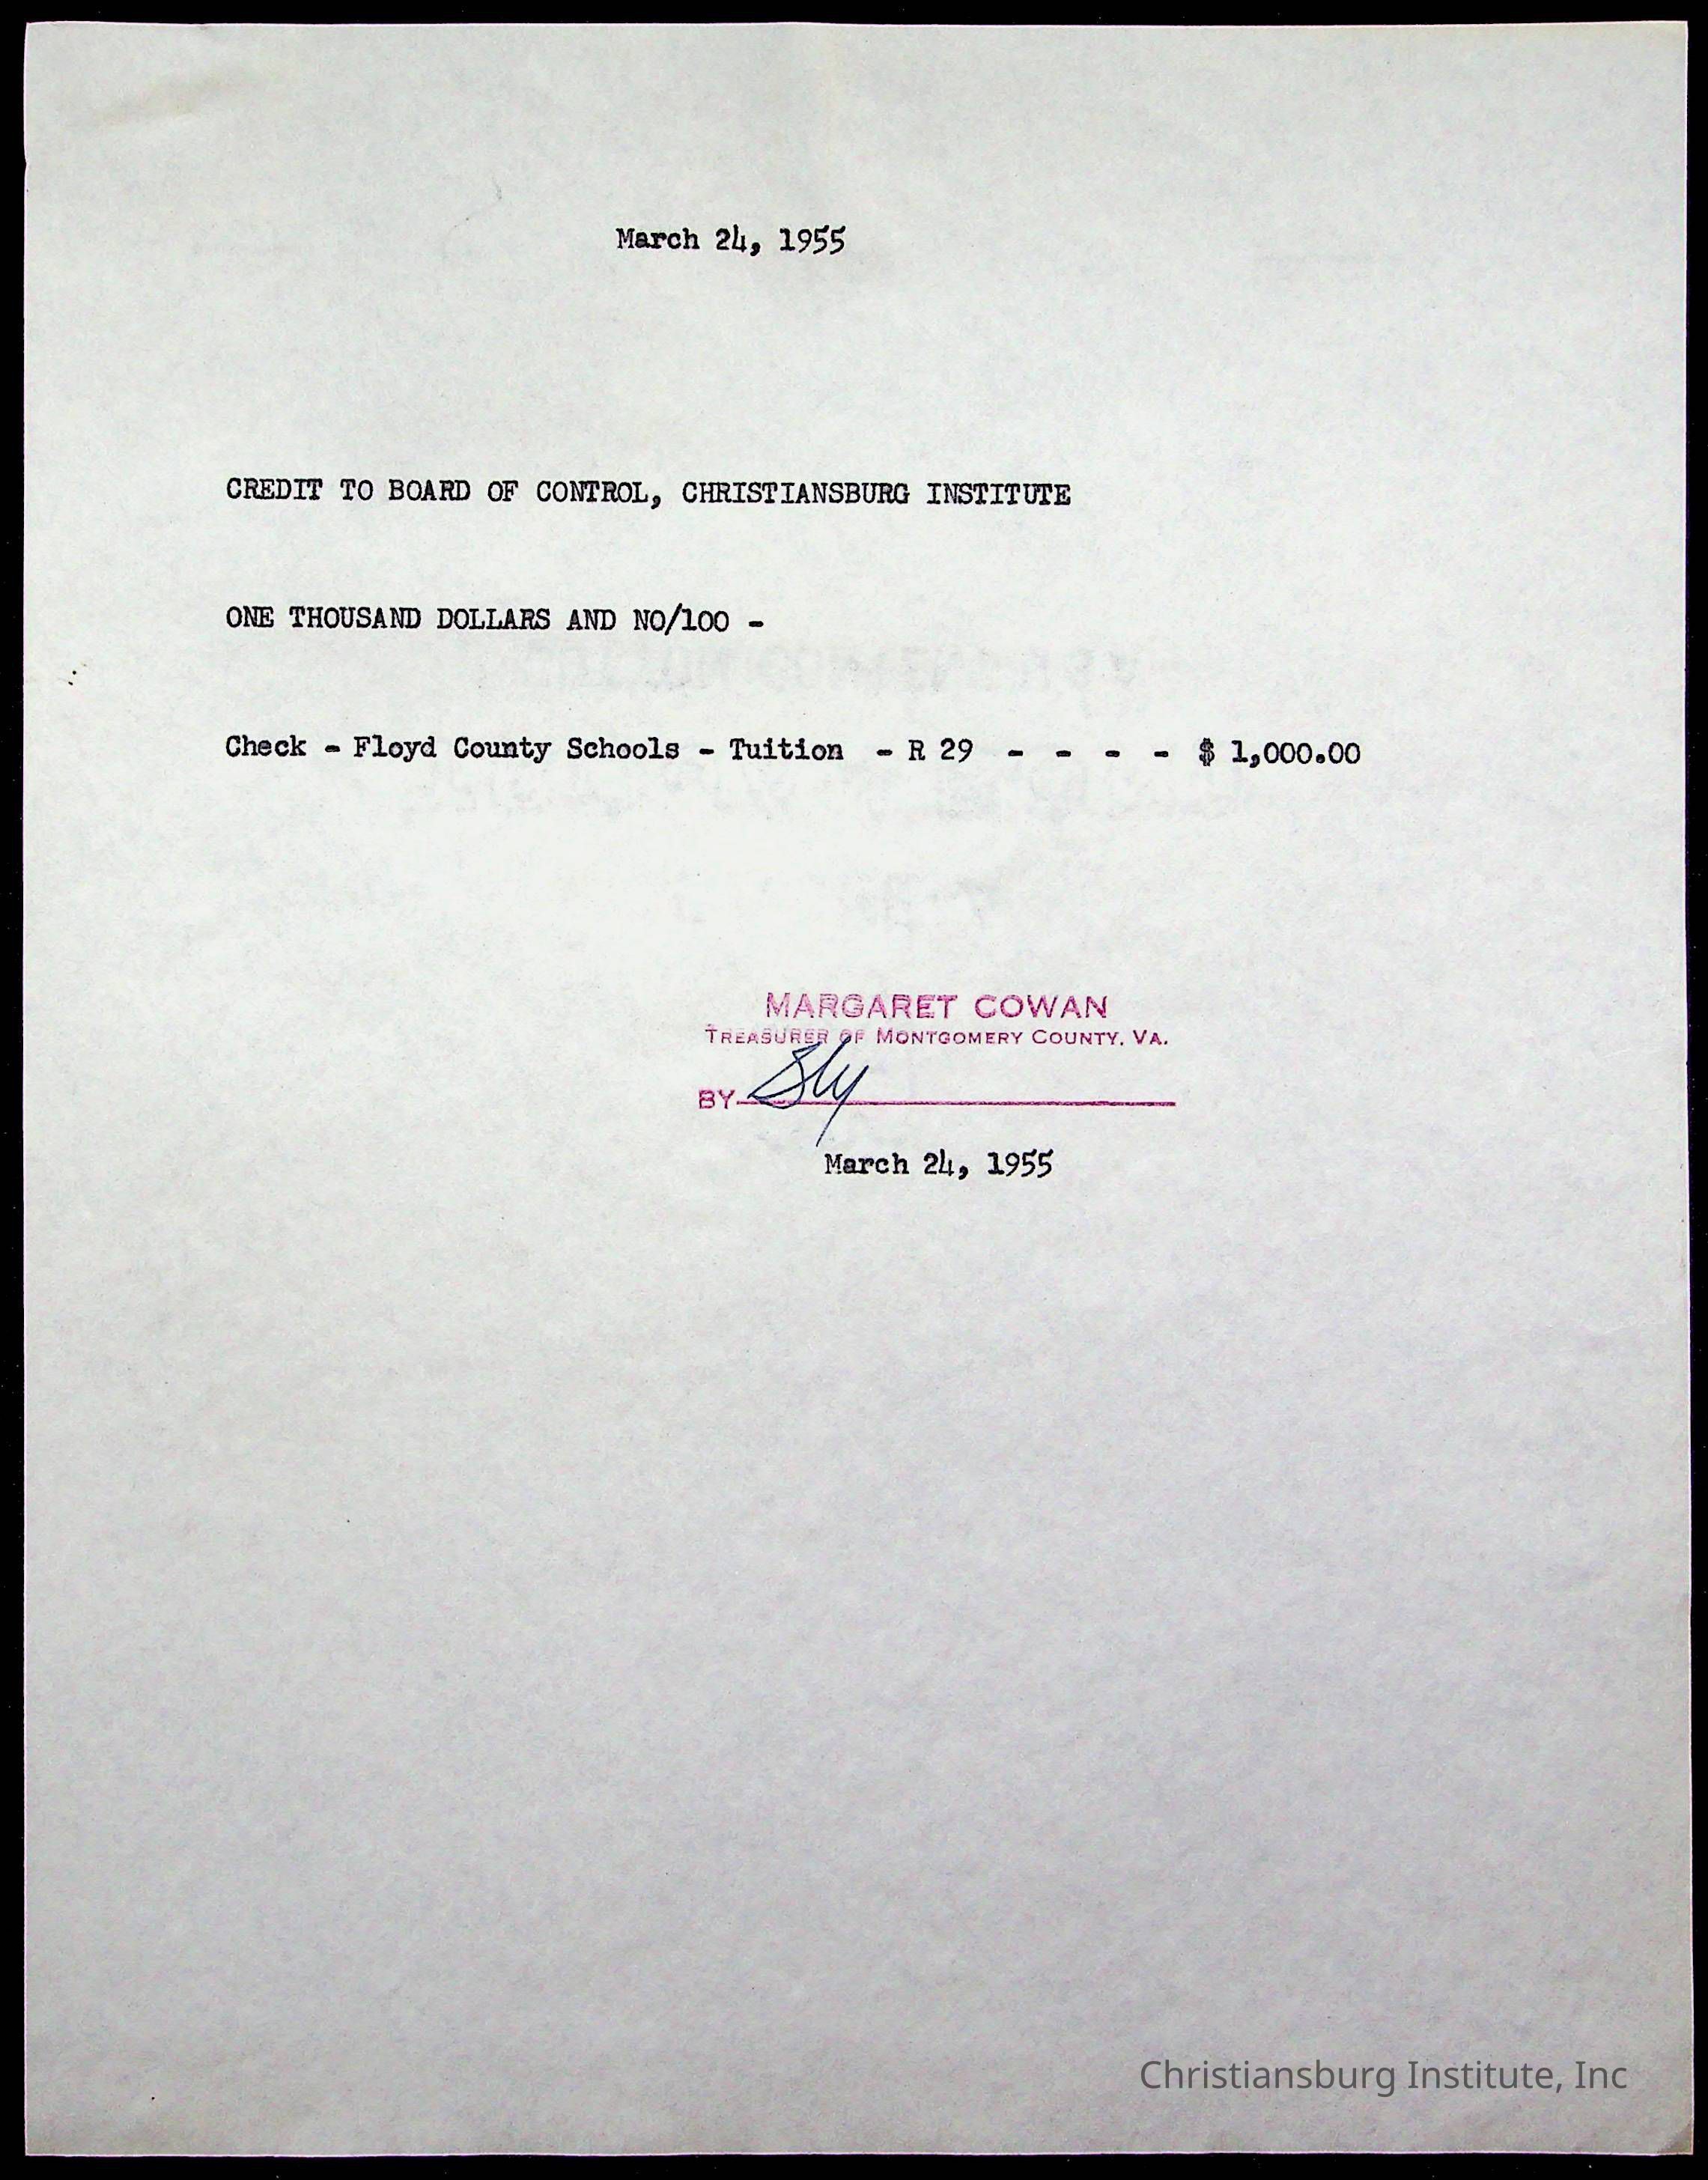 March 24, 1955
CREDIT TO BOARD OF CONTROL, CHRISTIANSBURG INSTITUTE
ONE THOUSAND DOLLARS AND NO/100 -
Check - Floyd County Schools - Tuition - R 29 - - - - $ 1,000.00
MARGARET COWAN
TREASURER OF MONTGOMERY COUNTY, VA.
BY
March 24, 1955
Christiansburg Institute, Inc